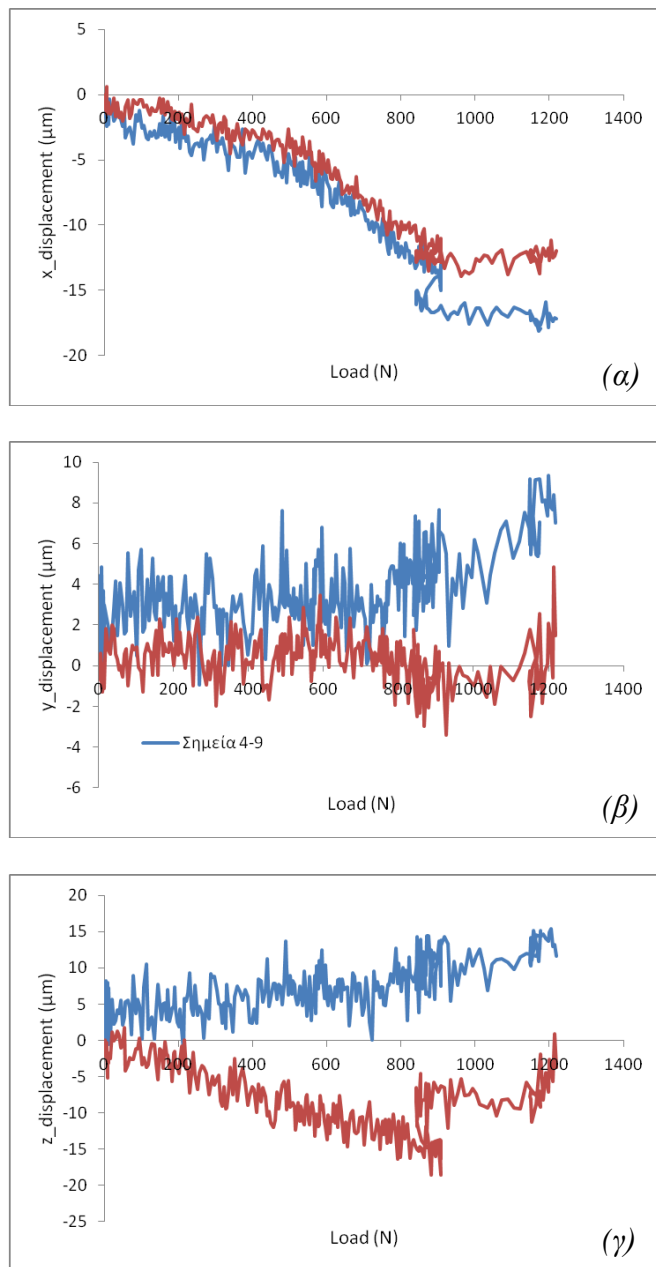 5
0
0 200 400 600 800 1000 1200 1400
-5
-10
-15
-20
x_displacement (μm)
Load (N)
(α)
10
8
6
4
2
0
0 200 400 600 800 1000 1200 1400
-2
-4
-6
y_displacement (μm)
Σημεία 4-9
Load (N)
(β)
20
15
10
5
0
0 200 400 600 800 1000 1200 1400
-5
-10
-15
-20
-25
z_displacement (μm)
Load (N)
(γ)